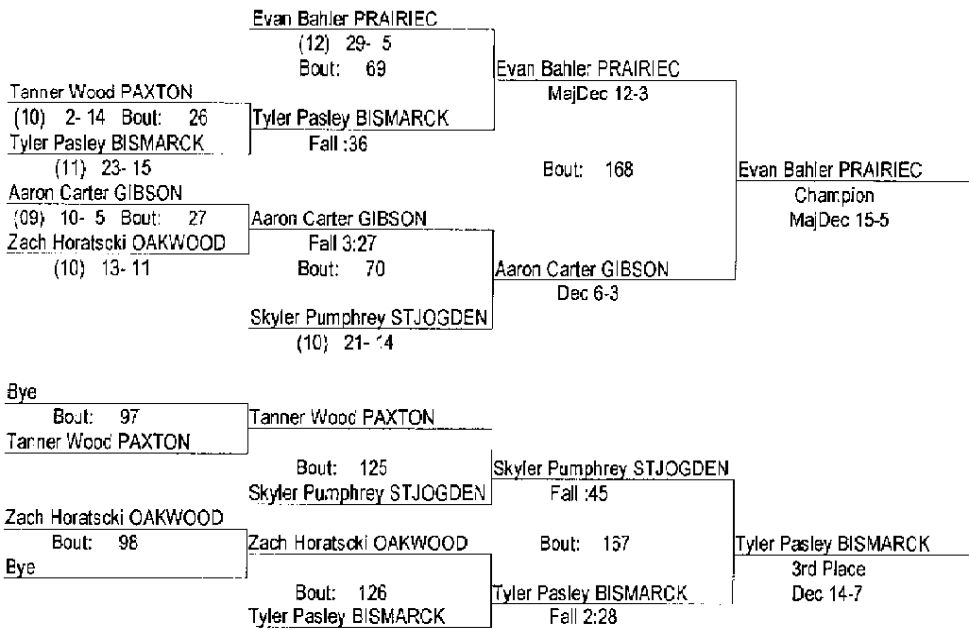 Evan Bahler PRAIRIEC
(12) 29- 5
Bout: 69
Evan Bahler PRAIRIEC
MajDec 12-3
Tanner Wood PAXTON
(10) 2- 14 Bout: 26
Tyler Pasley BISMARCK
Tyler Pasley BISMARCK
Fall :36
(11) 23- 15
Bout: 168
Evan Bahler PRAIRIEC
Champion
MajDec 15-5
Aaron Carter GIBSON
(09) 10- 5 Bout: 27
Aaron Carter GIBSON
Zach Horatscki OAKWOOD
Fall 3:27
(10) 13- 11
Bout: 70
Aaron Carter GIBSON
Dec 6-3
Skyler Pumphrey STJOGDEN
(10) 21- 14
Bye
Bout: 97
Tanner Wood PAXTON
Tanner Wood PAXTON
Bout: 125
Skyler Pumphrey STJOGDEN
Skyler Pumphrey STJOGDEN
Fall :45
Zach Horatscki OAKWOOD
Bout: 98
Zach Horatscki OAKWOOD
Bout: 167
Tyler Pasley BISMARCK
Bye
3rd Place
Bout: 126
Tyler Pasley BISMARCK
Dec 14-7
Tyler Pasley BISMARCK
Fall 2:28